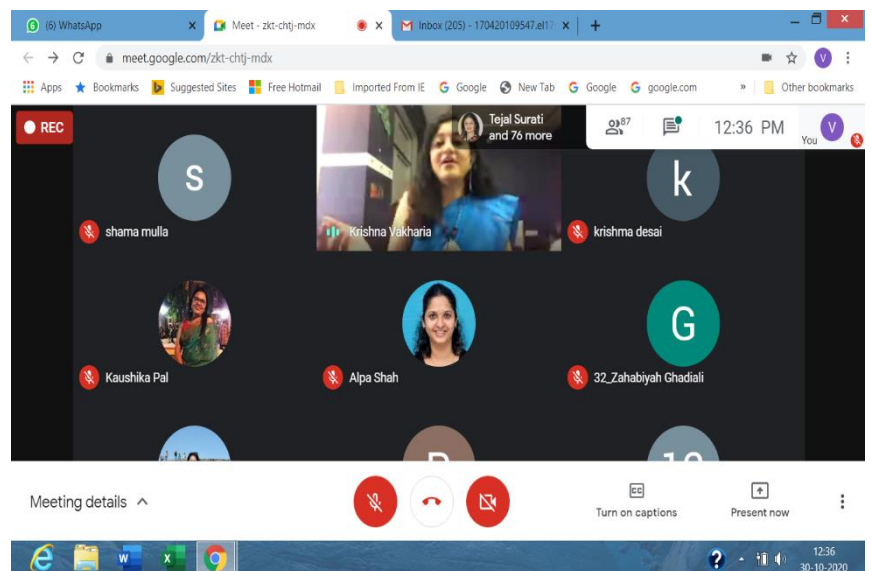 (6) WhatsApp
Meet - zkt-chtj-mdx
Inbox (205) - 170420109547.el17
meet.google.com/zkt-chtj-mdx
V
Apps
Bookmarks
Suggested Sites
Free Hotmail
Imported From IE
Google
New Tab
Google
google.com
»
Other bookmarks
REC
Tejal Surati
and 76 more
87
12:36 PM
You
V
S
shama mulla
Krishna Vakharia
k
krishma desai
Kaushika Pal
Alpa Shah
G
32_Zahabiyah Ghadiali
Meeting details
CC
Turn on captions
Present now
12:36
30-10-2020